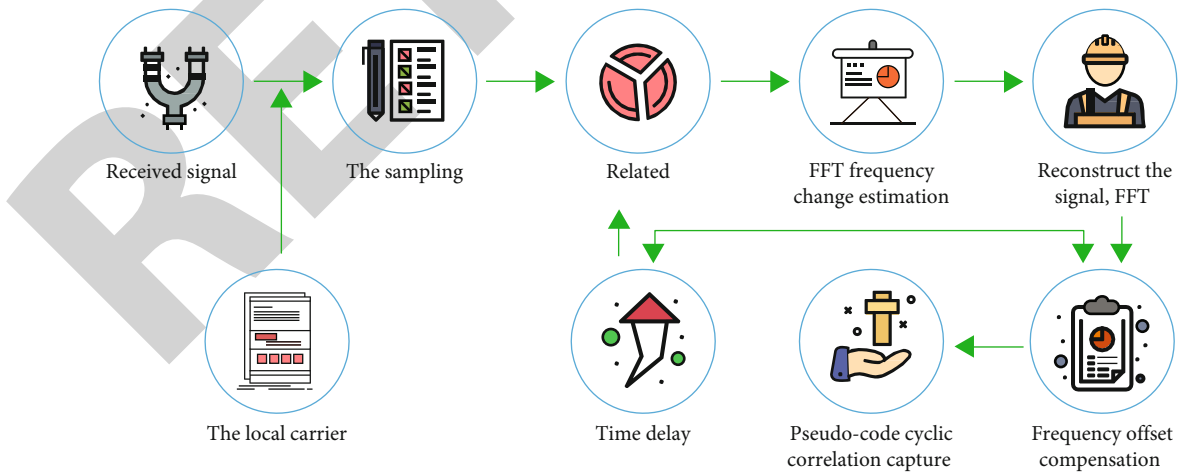 Received signal
The sampling
Related
FFT frequency
change estimation
Reconstruct the
signal, FFT
The local carrier
Time delay
Pseudo-code cyclic
correlation capture
Frequency offset
compensation